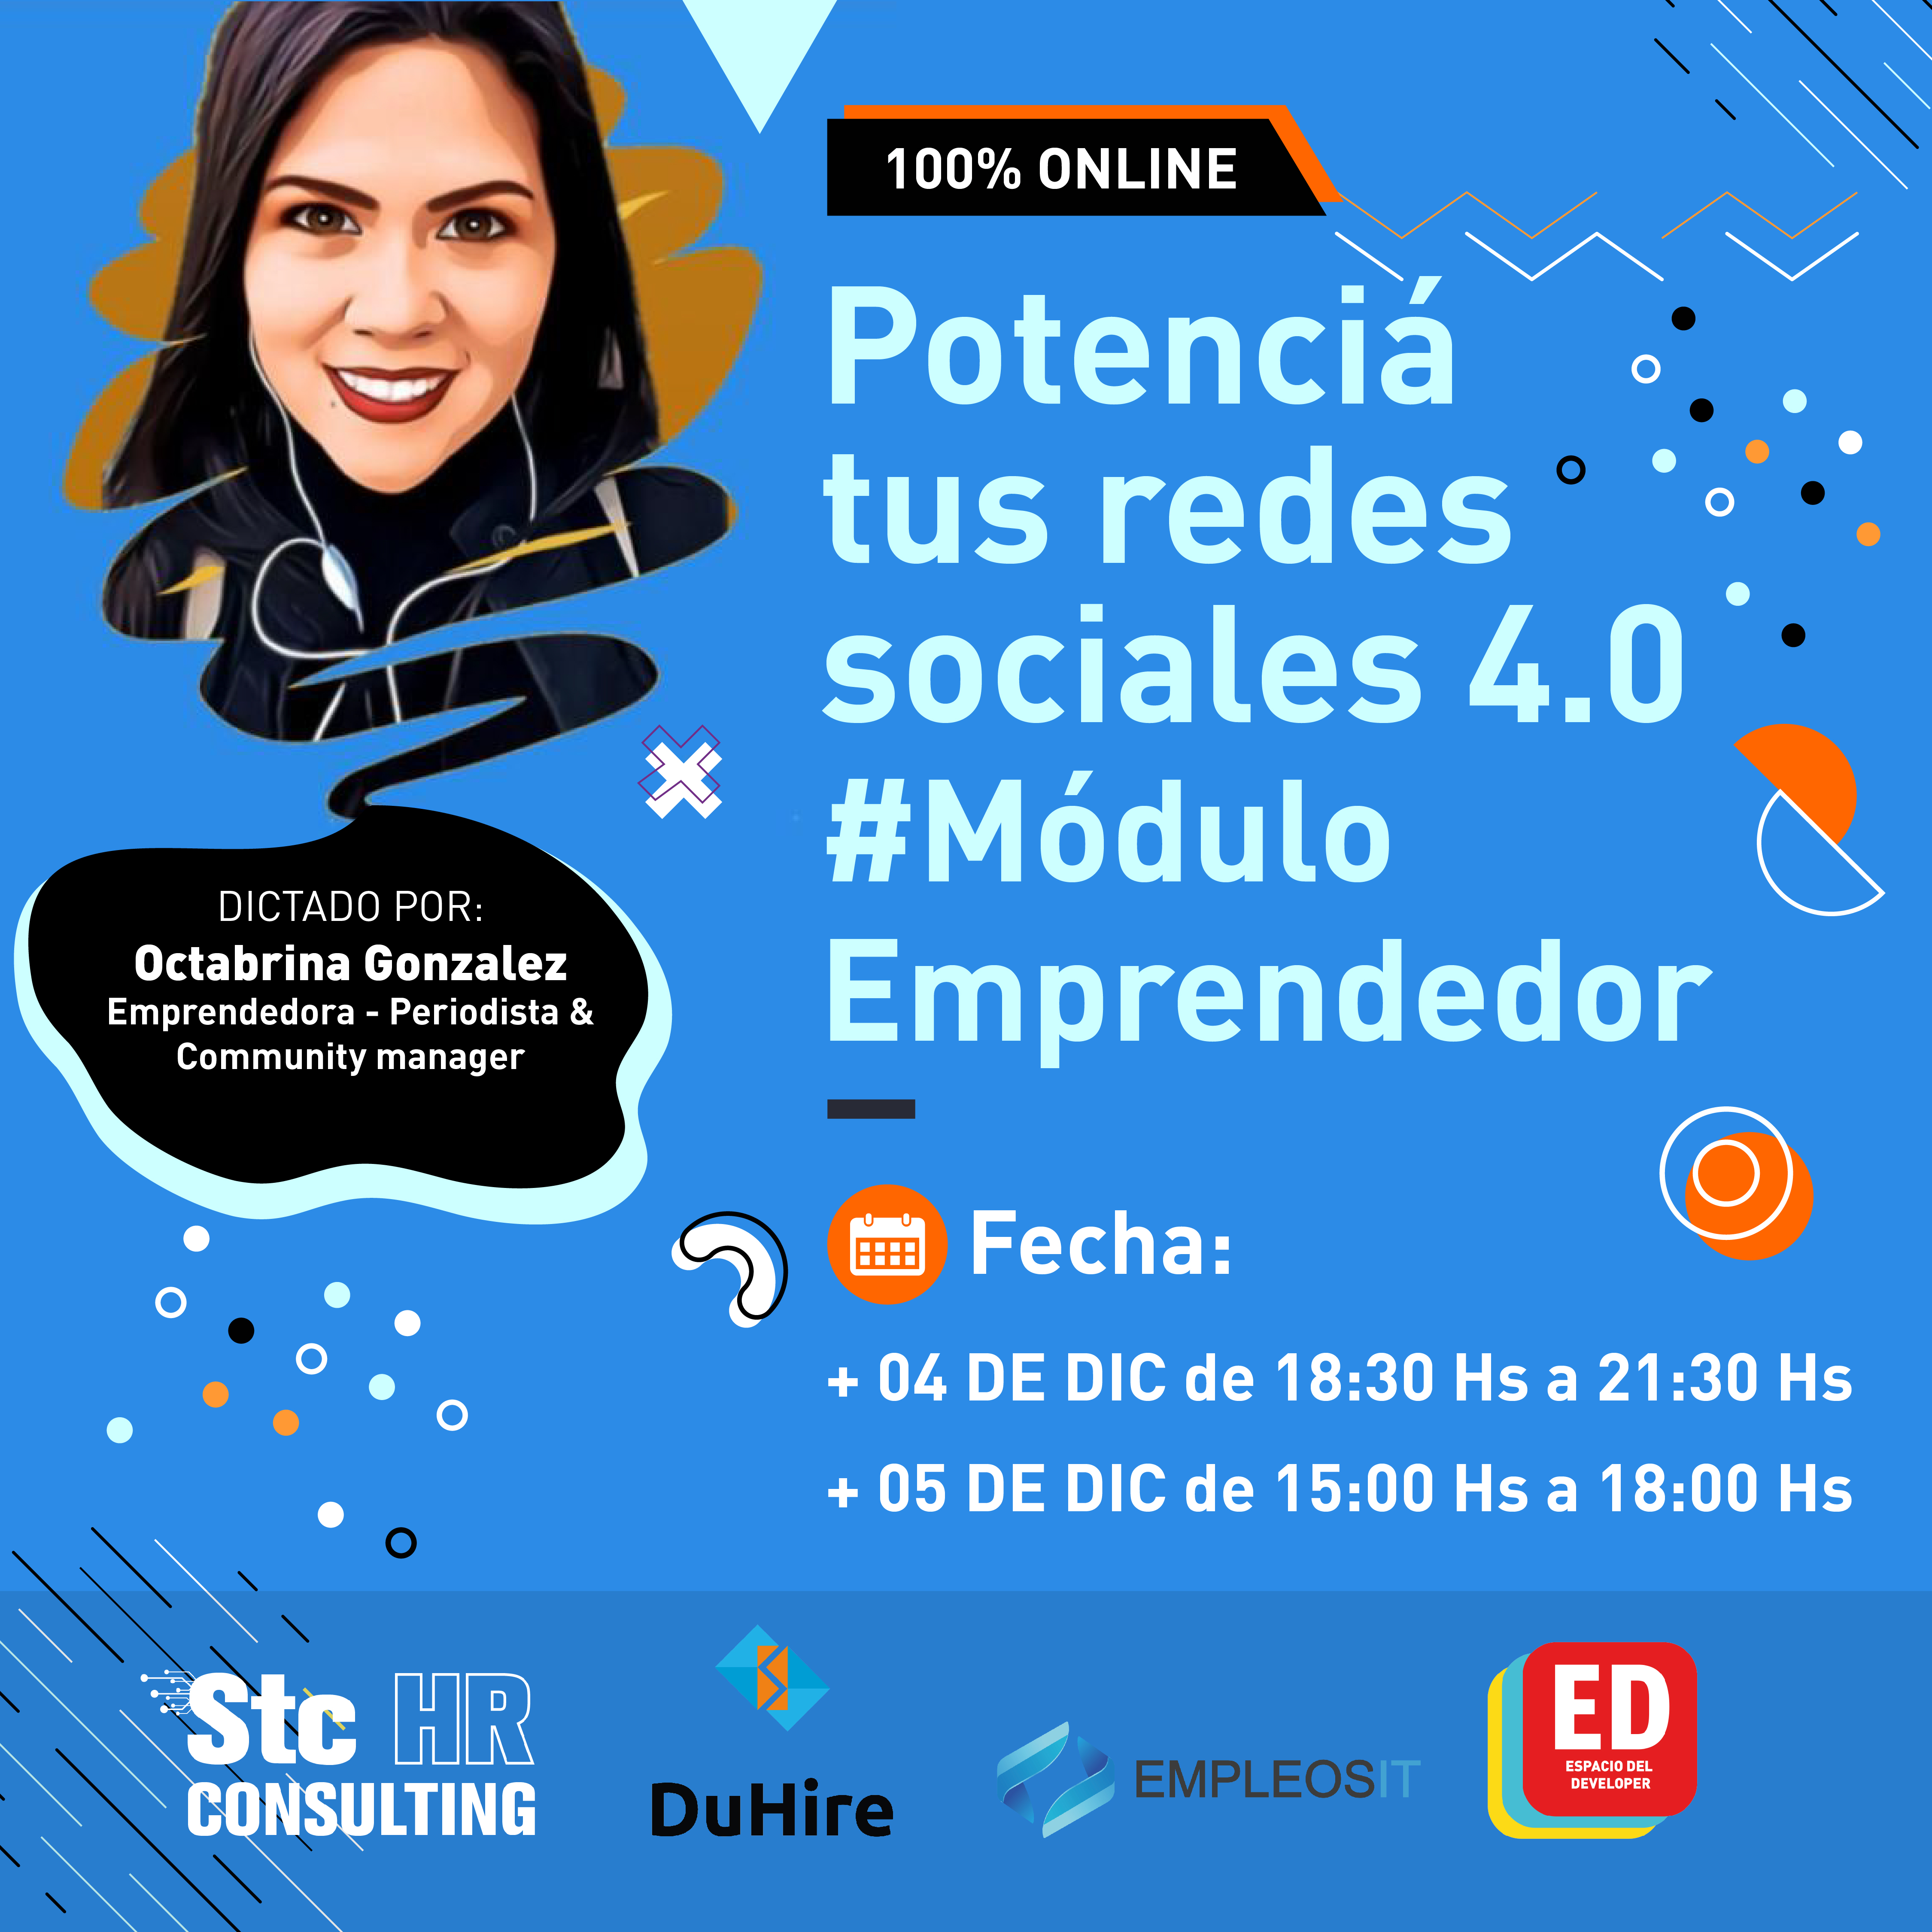 100% ONLINE
Potenciá
tus redes
sociales 4.0
#Módulo
Emprendedor
DICTADO POR:
Octabrina Gonzalez
Emprendedora - Periodista &
Community manager
Fecha:
+ 04 DE DIC de 18:30 Hs a 21:30 Hs
+ 05 DE DIC de 15:00 Hs a 18:00 Hs
Stc HR
CONSULTING
DuHire
EMPLEOSIT
ED
ESPACIO DEL
DEVELOPER